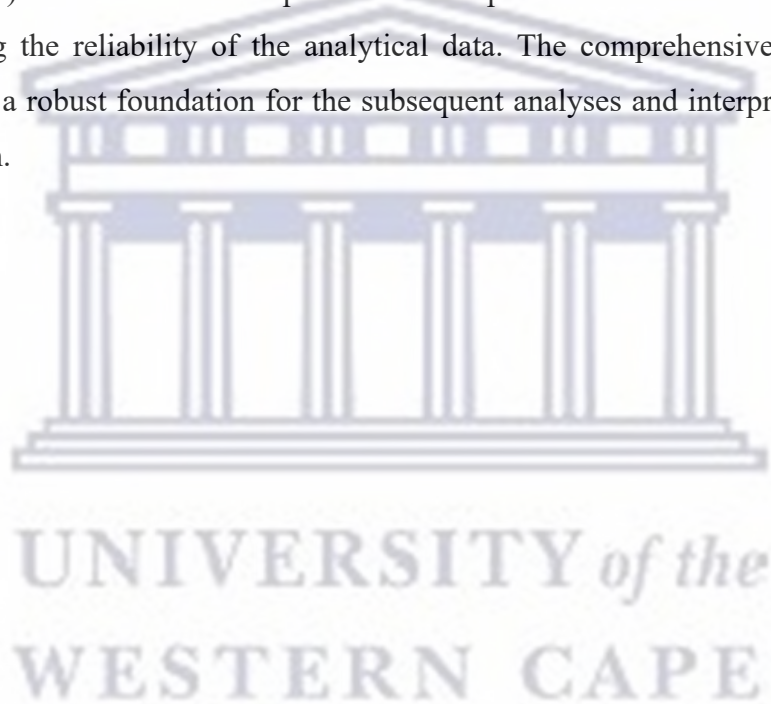 g the reliability of the analytical data. The comprehensive
a robust foundation for the subsequent analyses and interpr
.
UNIVERSITY of the
WESTERN CAPE